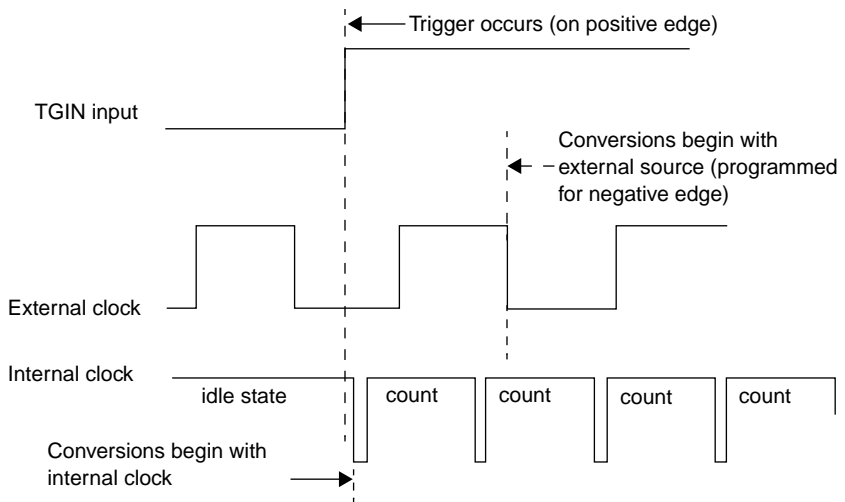 Trigger occurs (on positive edge)
TGIN input
Conversions begin with
external source (programmed
for negative edge)
External clock
Internal clock
idle state
count
count
count
count
Conversions begin with
internal clock